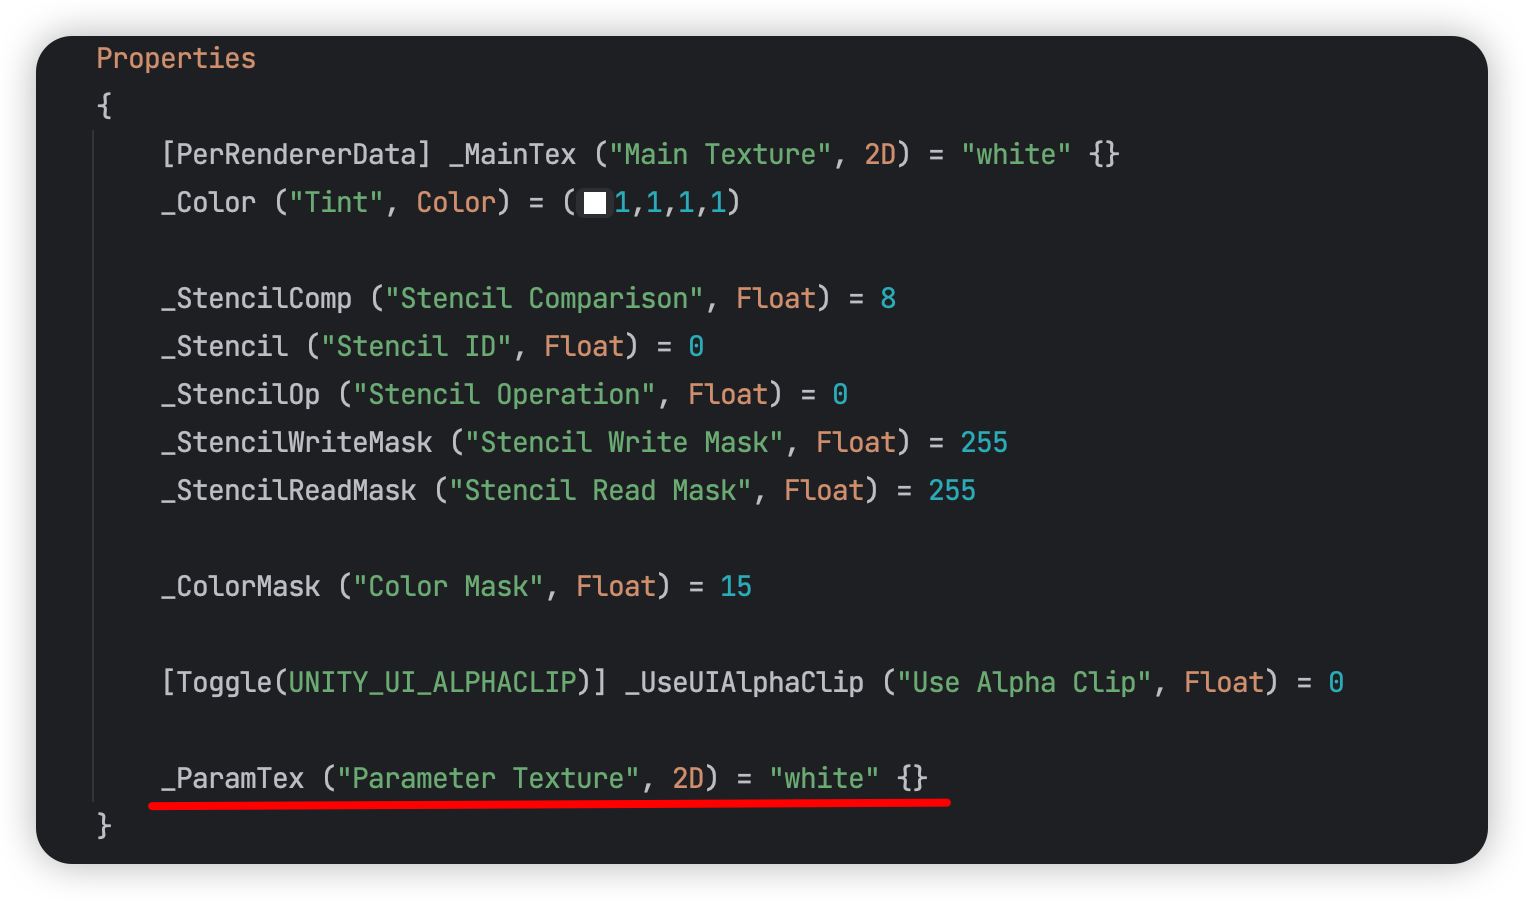 Properties
{
[PerRendererData] _MainTex ("Main Texture", 2D) = "white" {}
_Color ("Tint", Color) = (1,1,1,1)
_StencilComp ("Stencil Comparison", Float) = 8
_Stencil ("Stencil ID", Float) = 0
_StencilOp ("Stencil Operation", Float) = 0
_StencilWriteMask ("Stencil Write Mask", Float) = 255
_StencilReadMask ("Stencil Read Mask", Float) = 255
_ColorMask ("Color Mask", Float) = 15
[Toggle(UNITY_UI_ALPHACLIP)] _UseUIAlphaClip ("Use Alpha Clip", Float) = 0
_ParamTex ("Parameter Texture", 2D) = "white" {}
}